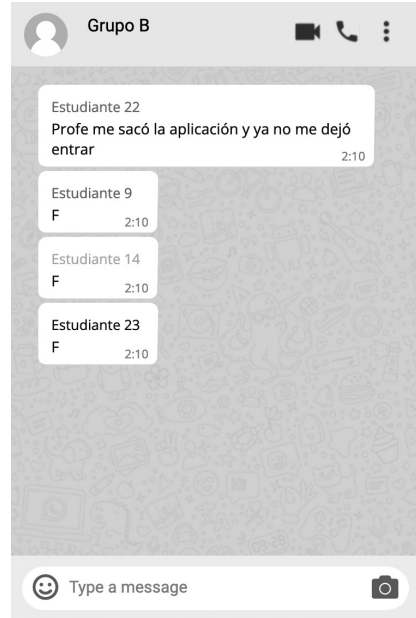 Grupo B
Estudiante 22
Profe me sacó la aplicación y ya no me dejó
entrar
2:10
Estudiante 9
F
2:10
Estudiante 14
F
2:10
Estudiante 23
F
2:10
Type a message